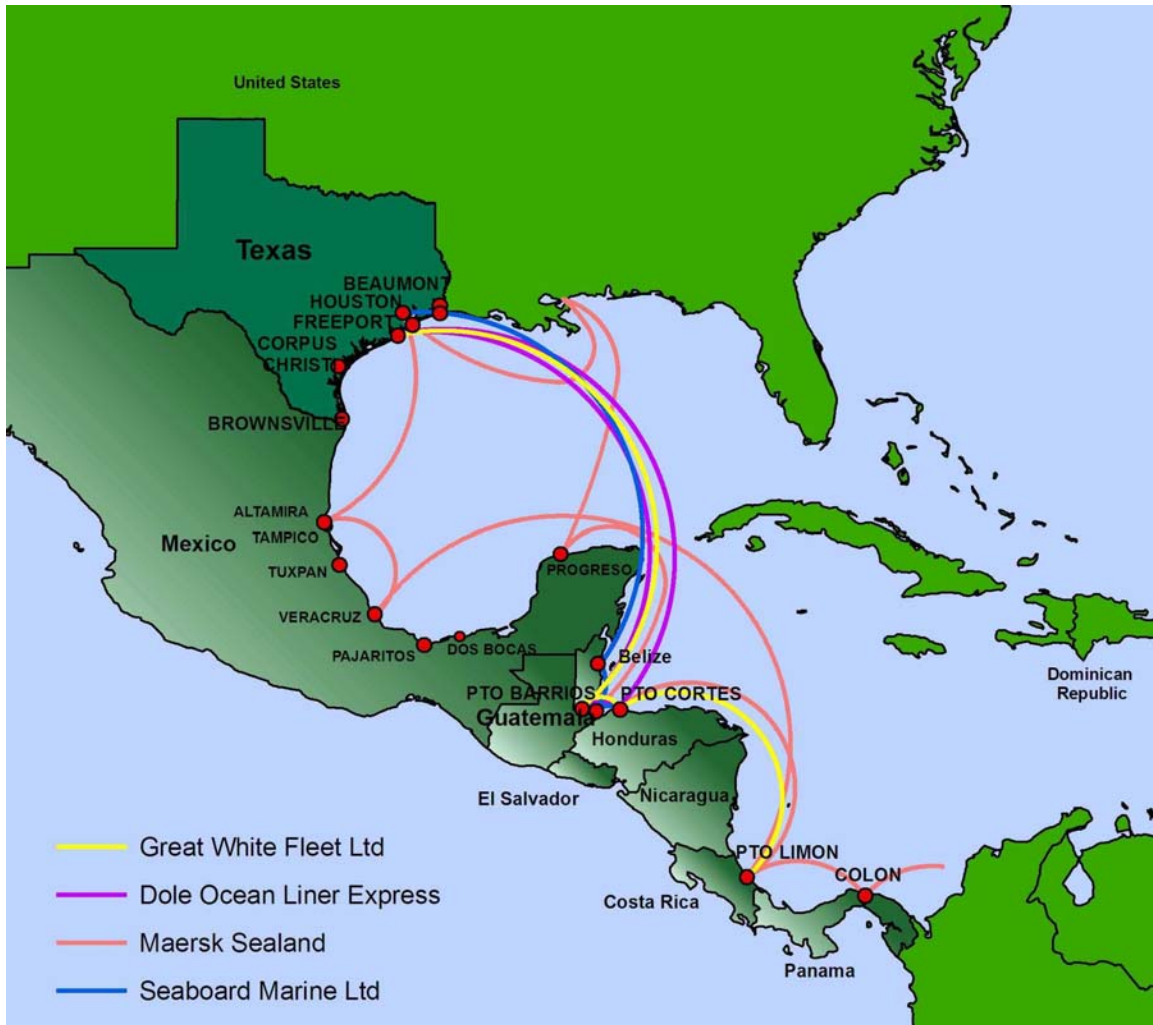 United States
Texas
BEAUMONT
HOUSTON
FREEPORT
CORPUS
CHRISTI
BROWNSVILLE
ALTAMIRA
Mexico
TAMPICO
TUXPAN
PROGRESO
VERACRUZ
PAJARITOS
DOS BOCAS
Belize
Dominican
Republic
PTO BARRIOS
PTO CORTES
Guatemala
Honduras
El Salvador
Nicaragua
PTO LIMON
COLON
Costa Rica
Panama
Great White Fleet Ltd
Dole Ocean Liner Express
Maersk Sealand
Seaboard Marine Ltd